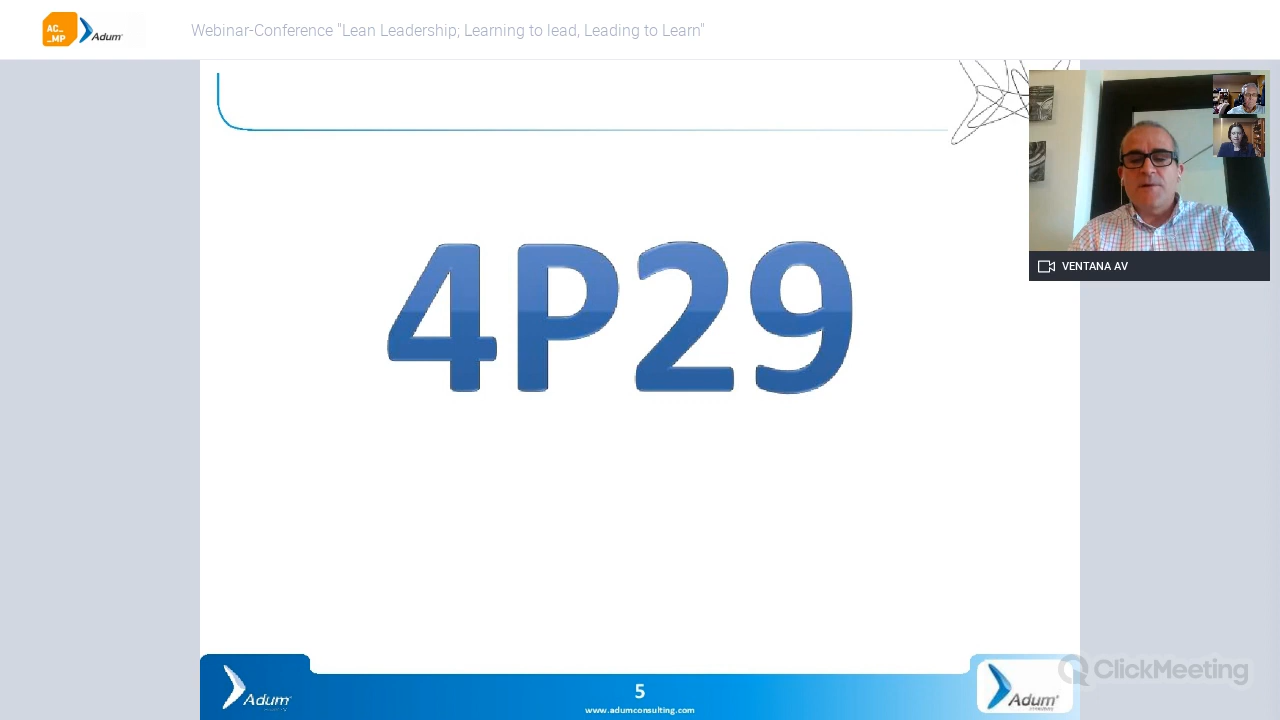 AC_
_MP
Adum
Webinar-Conference "Lean Leadership; Learning to lead, Leading to Learn"
VENTANA AV
4P29
Adum
5
www.adumconsulting.com
Adum
ClickMeeting